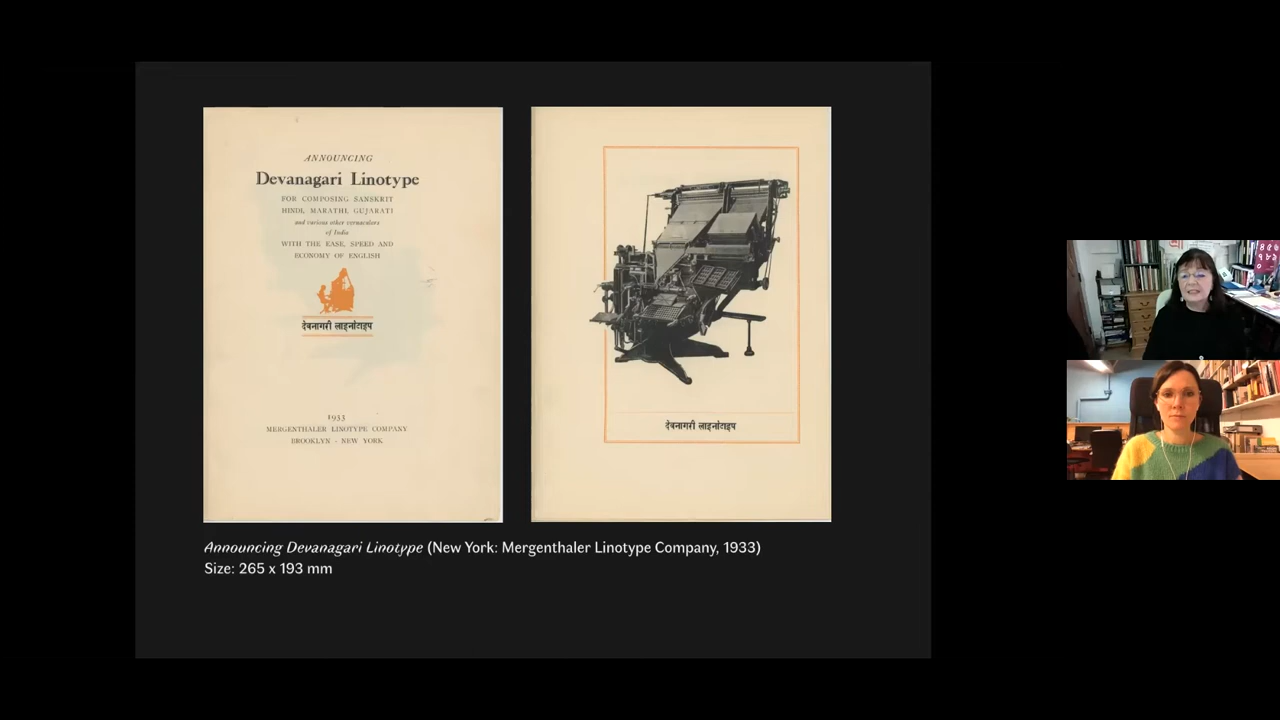 ANNOUNCING
Devanagari Linotype
FOR COMPOSING SANSKRIT
HINDI, MARATHI, GUJARATI
and various other vernaculars
of India
WITH THE EASE, SPEED AND
ECONOMY OF ENGLISH
देवनागरी लाइनोटाइप
1933
MERGENTHALER LINOTYPE COMPANY
BROOKLYN - NEW YORK
देवनागरी लाइनोटाइप
Announcing Devanagari Linotype (New York: Mergenthaler Linotype Company, 1933)
Size: 265 x 193 mm